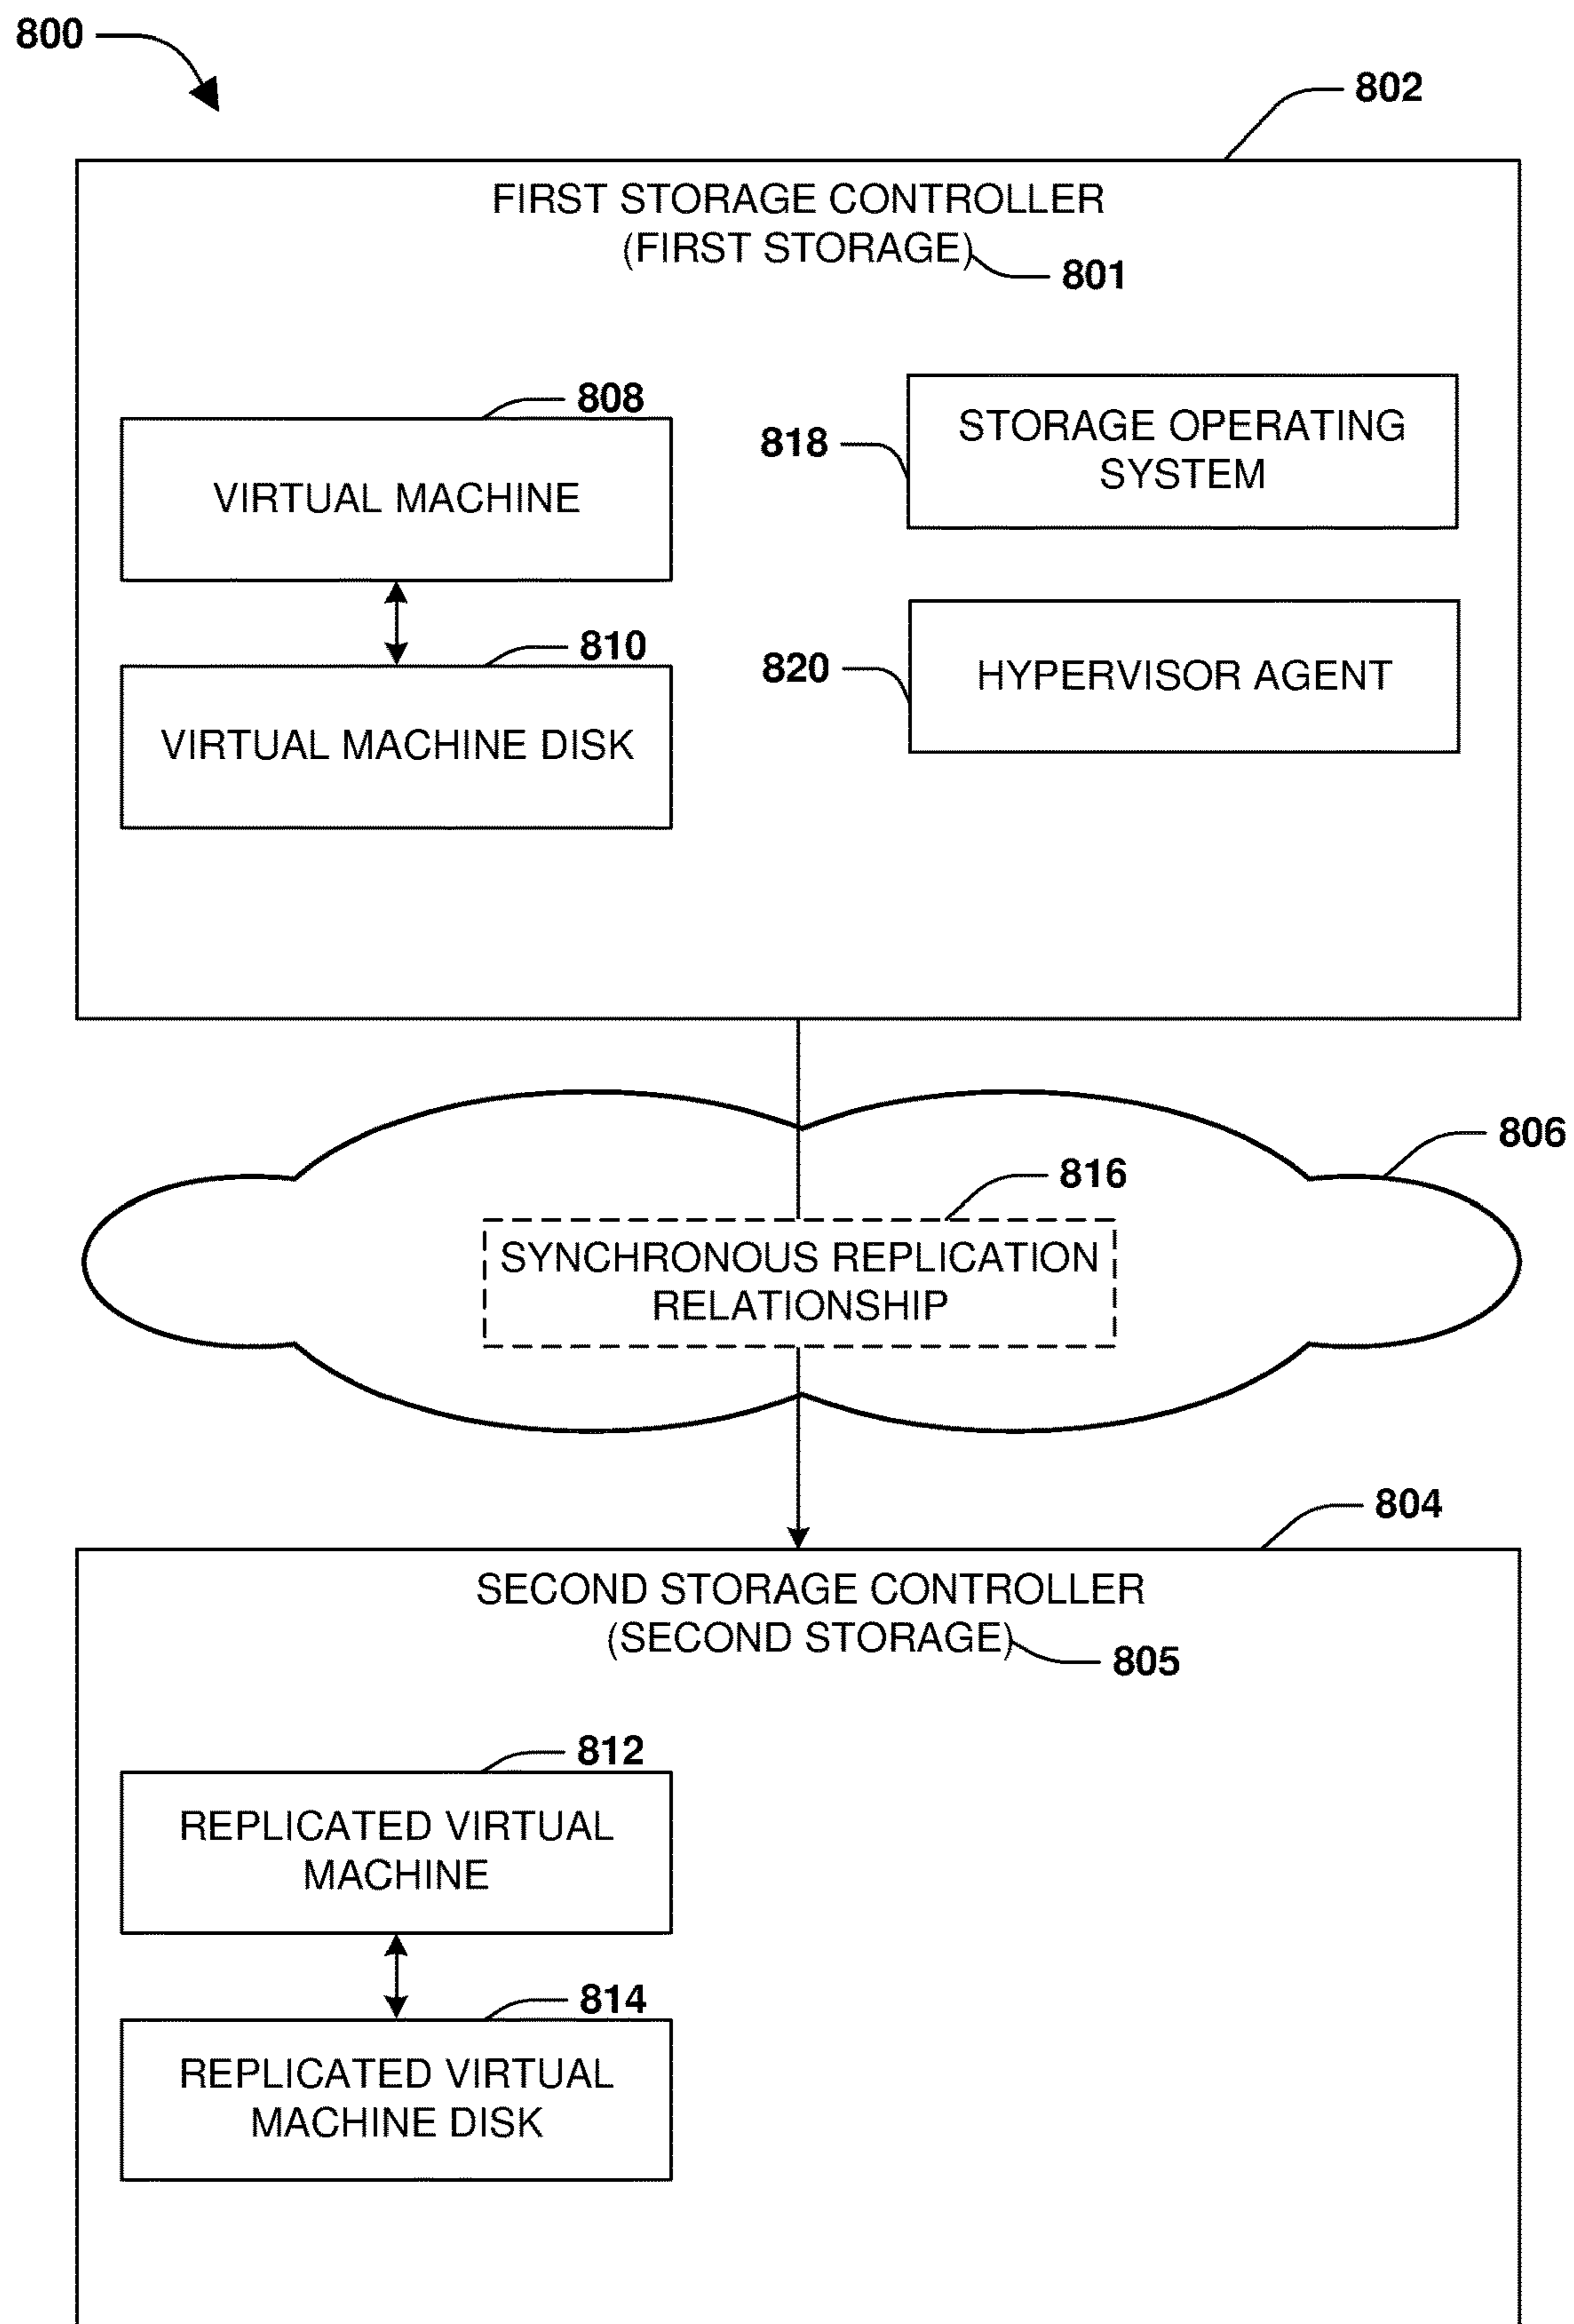 800
802
FIRST STORAGE CONTROLLER
(FIRST STORAGE)
801
808
VIRTUAL MACHINE
818
STORAGE OPERATING
SYSTEM
810
VIRTUAL MACHINE DISK
820
HYPERVISOR AGENT
806
816
SYNCHRONOUS REPLICATION
RELATIONSHIP
804
SECOND STORAGE CONTROLLER
(SECOND STORAGE)
805
812
REPLICATED VIRTUAL
MACHINE
814
REPLICATED VIRTUAL
MACHINE DISK